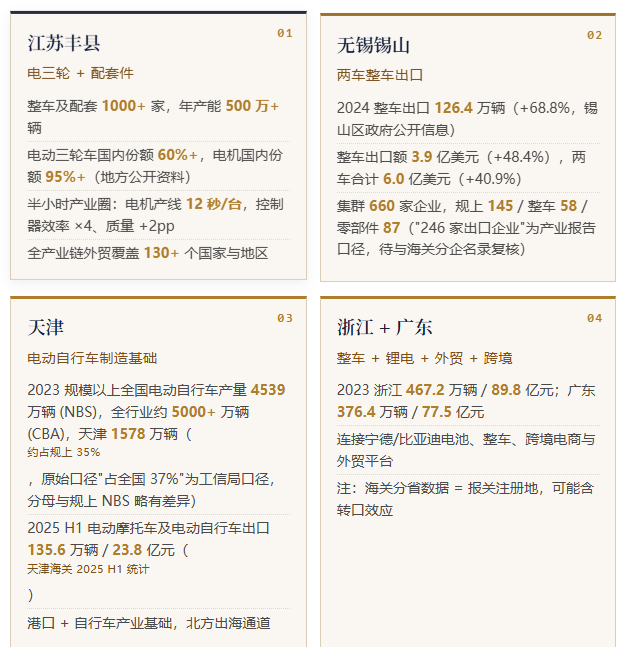 江苏丰县
01
电三轮 + 配套件
整车及配套 1000+ 家，年产能 500 万+
辆
电动三轮车国内份额 60%+，电机国内份
额 95%+（地方公开资料）
半小时产业圈：电机产线 12 秒/台，控制
器效率 ×4、质量 +2pp
全产业链外贸覆盖 130+ 个国家与地区
无锡锡山
02
两车整车出口
2024 整车出口 126.4 万辆（+68.8%，锡
山区政府公开信息）
整车出口额 3.9 亿美元（+48.4%），两
车合计 6.0 亿美元（+40.9%）
集群 660 家企业，规上 145 / 整车 58 /
零部件 87（"246 家出口企业"为产业报告
口径，待与海关分企名录复核）
天津
03
电动自行车制造基础
2023 规模以上全国电动自行车产量 4539
万辆 (NBS)，全行业约 5000+ 万辆
(CBA)，天津 1578 万辆（
约占规上 35%
，原始口径"占全国 37%"为工信局口径，
分母与规上 NBS 略有差异）
2025 H1 电动摩托车及电动自行车出口
135.6 万辆 / 23.8 亿元（
天津海关 2025 H1 统计
）
港口 + 自行车产业基础，北方出海通道
浙江 + 广东
04
整车 + 锂电 + 外贸 + 跨境
2023 浙江 467.2 万辆 / 89.8 亿元；广东
376.4 万辆 / 77.5 亿元
连接宁德/比亚迪电池、整车、跨境电商与
外贸平台
注：海关分省数据 = 报关注册地，可能含
转口效应